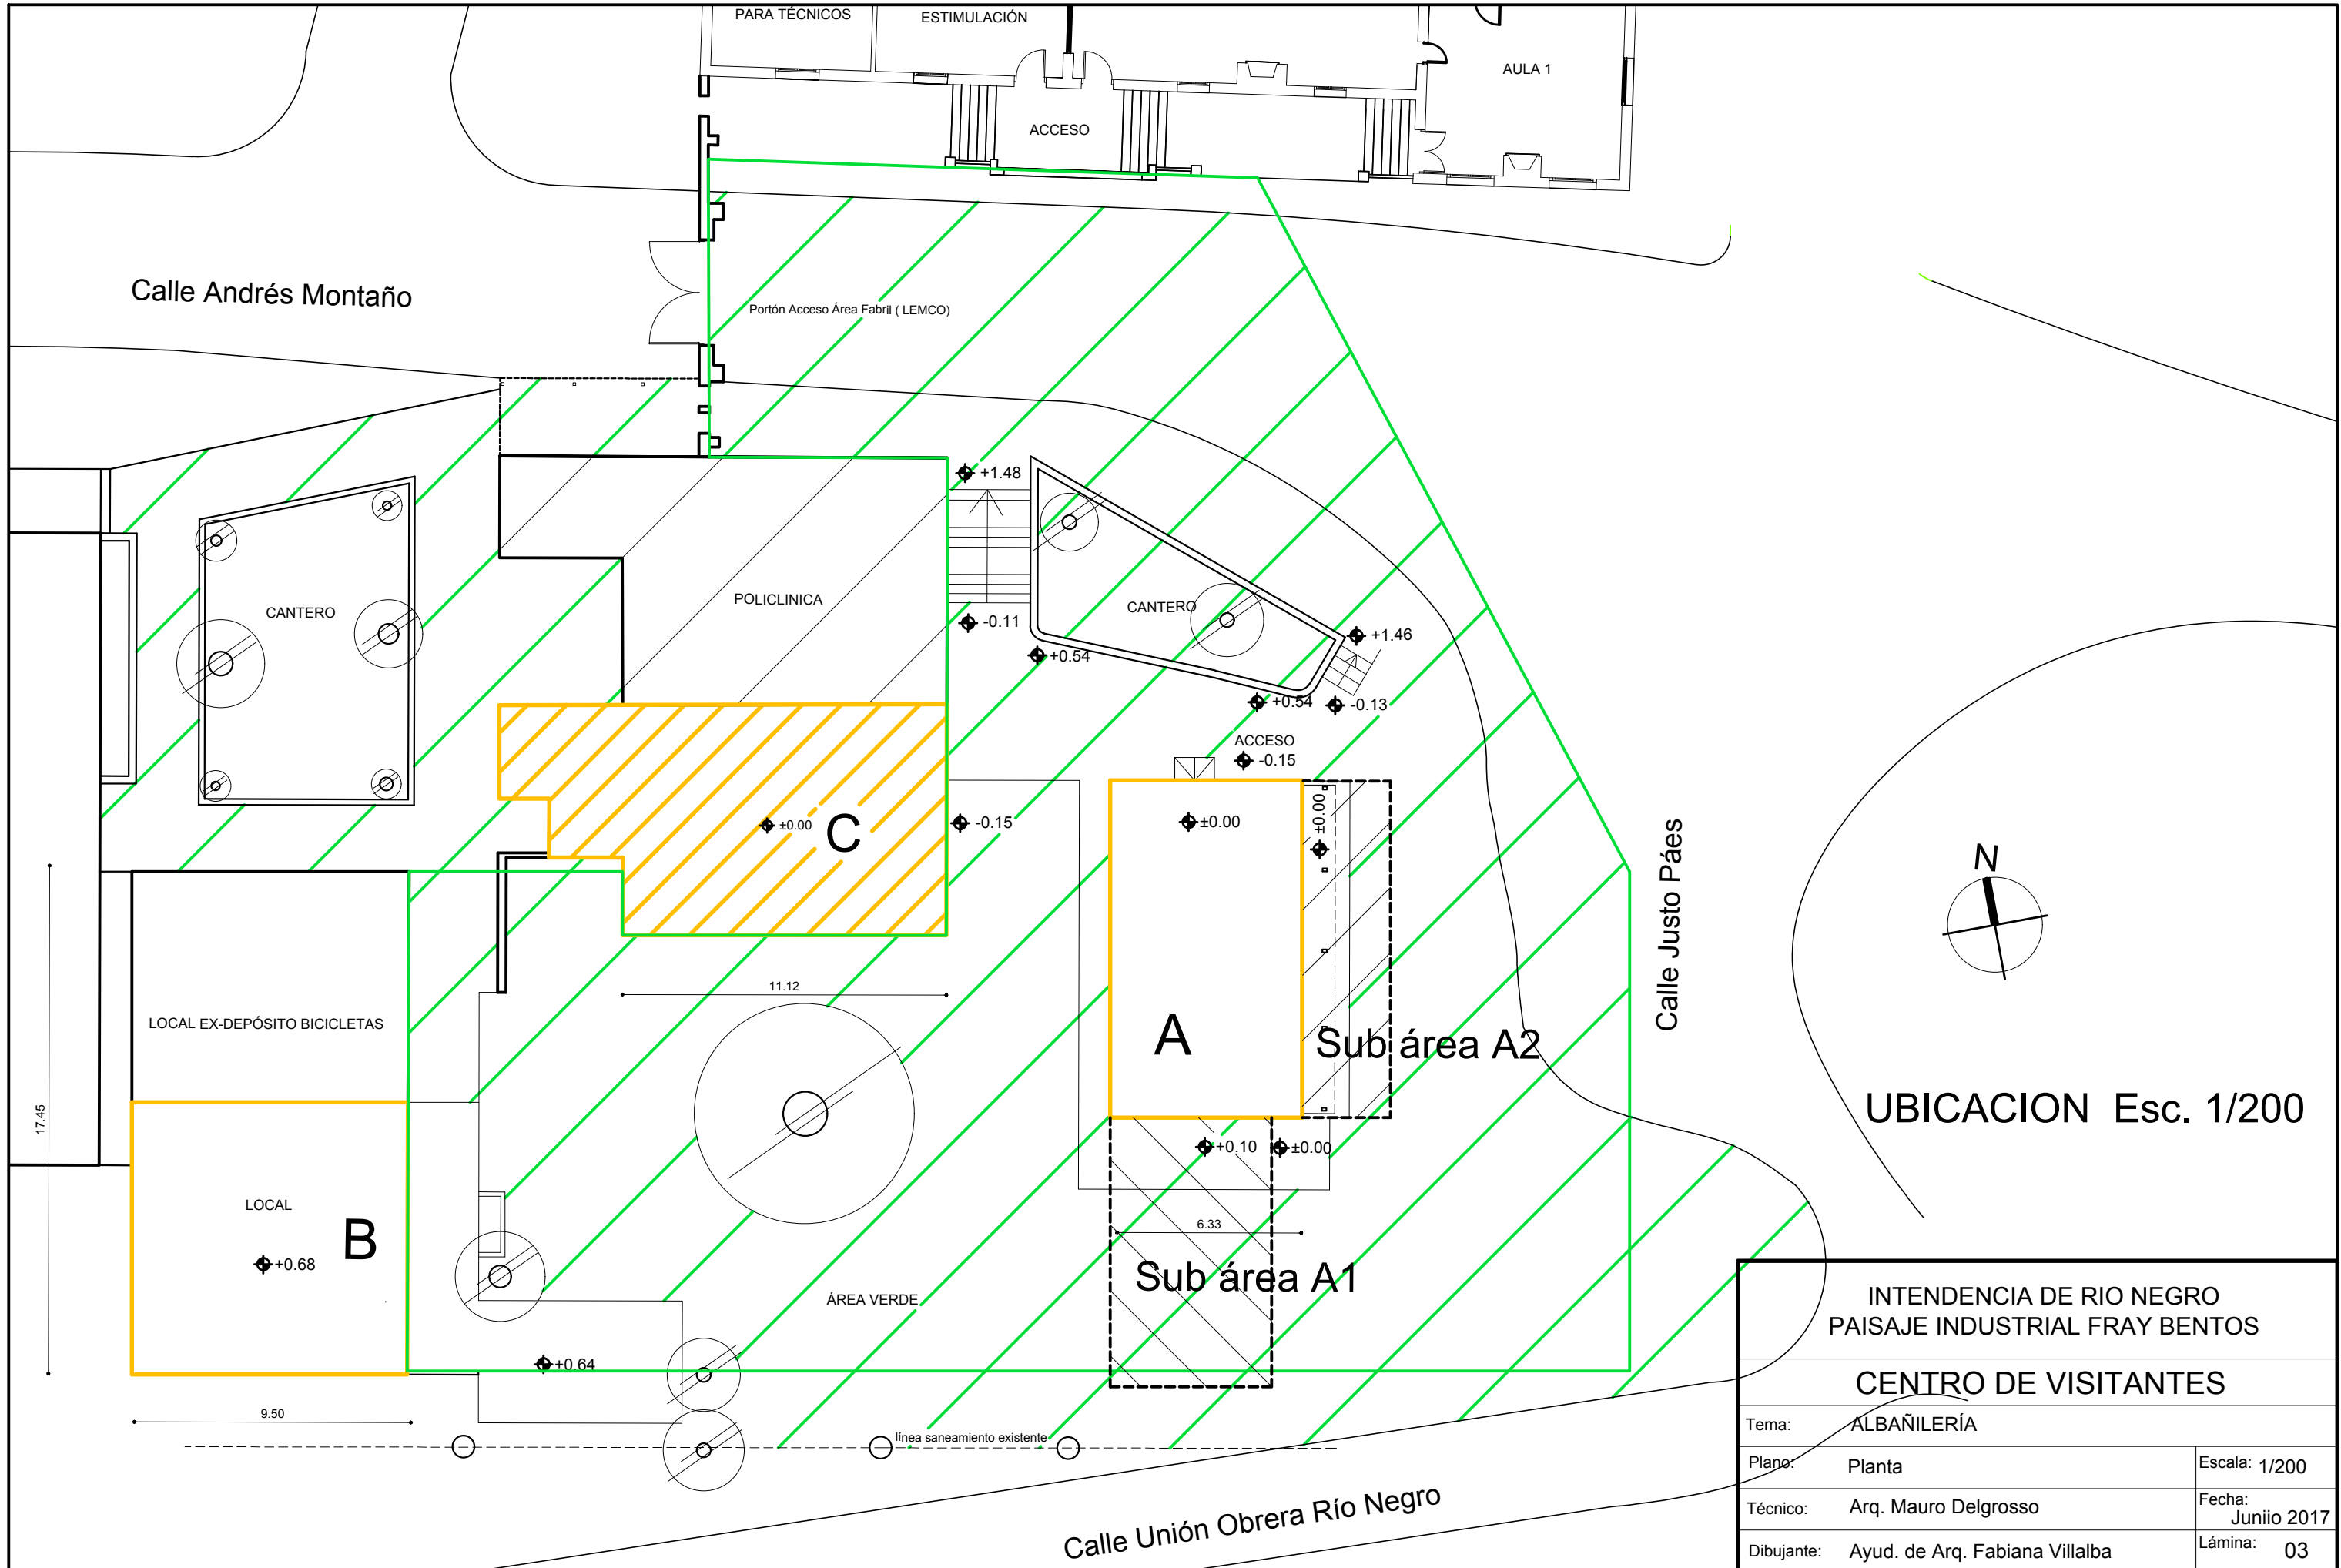 PARA TÉCNICOS
ESTIMULACIÓN
AULA 1
ACCESO
Calle Andrés Montaño
Portón Acceso Área Fabril ( LEMCO)
+1.48
CANTERO
POLICLINICA
CANTERO
-0.11
+0.54
+1.46
+0.54
-0.13
ACCESO
-0.15
±0.00
C
-0.15
±0.00
±0.00
Calle Justo Páes
N
17.45
11.12
LOCAL EX-DEPÓSITO BICICLETAS
A
Sub área A2
UBICACION Esc. 1/200
+0.10
±0.00
LOCAL
B
+0.68
6.33
Sub área A1
ÁREA VERDE
+0.64
9.50
línea saneamiento existente
Calle Unión Obrera Río Negro
INTENDENCIA DE RIO NEGRO
PAISAJE INDUSTRIAL FRAY BENTOS
CENTRO DE VISITANTES
Tema: ALBAÑILERÍA
Plano: Planta
Escala: 1/200
Técnico: Arq. Mauro Delgrosso
Fecha:
Juniio 2017
Dibujante: Ayud. de Arq. Fabiana Villalba
Lámina: 03